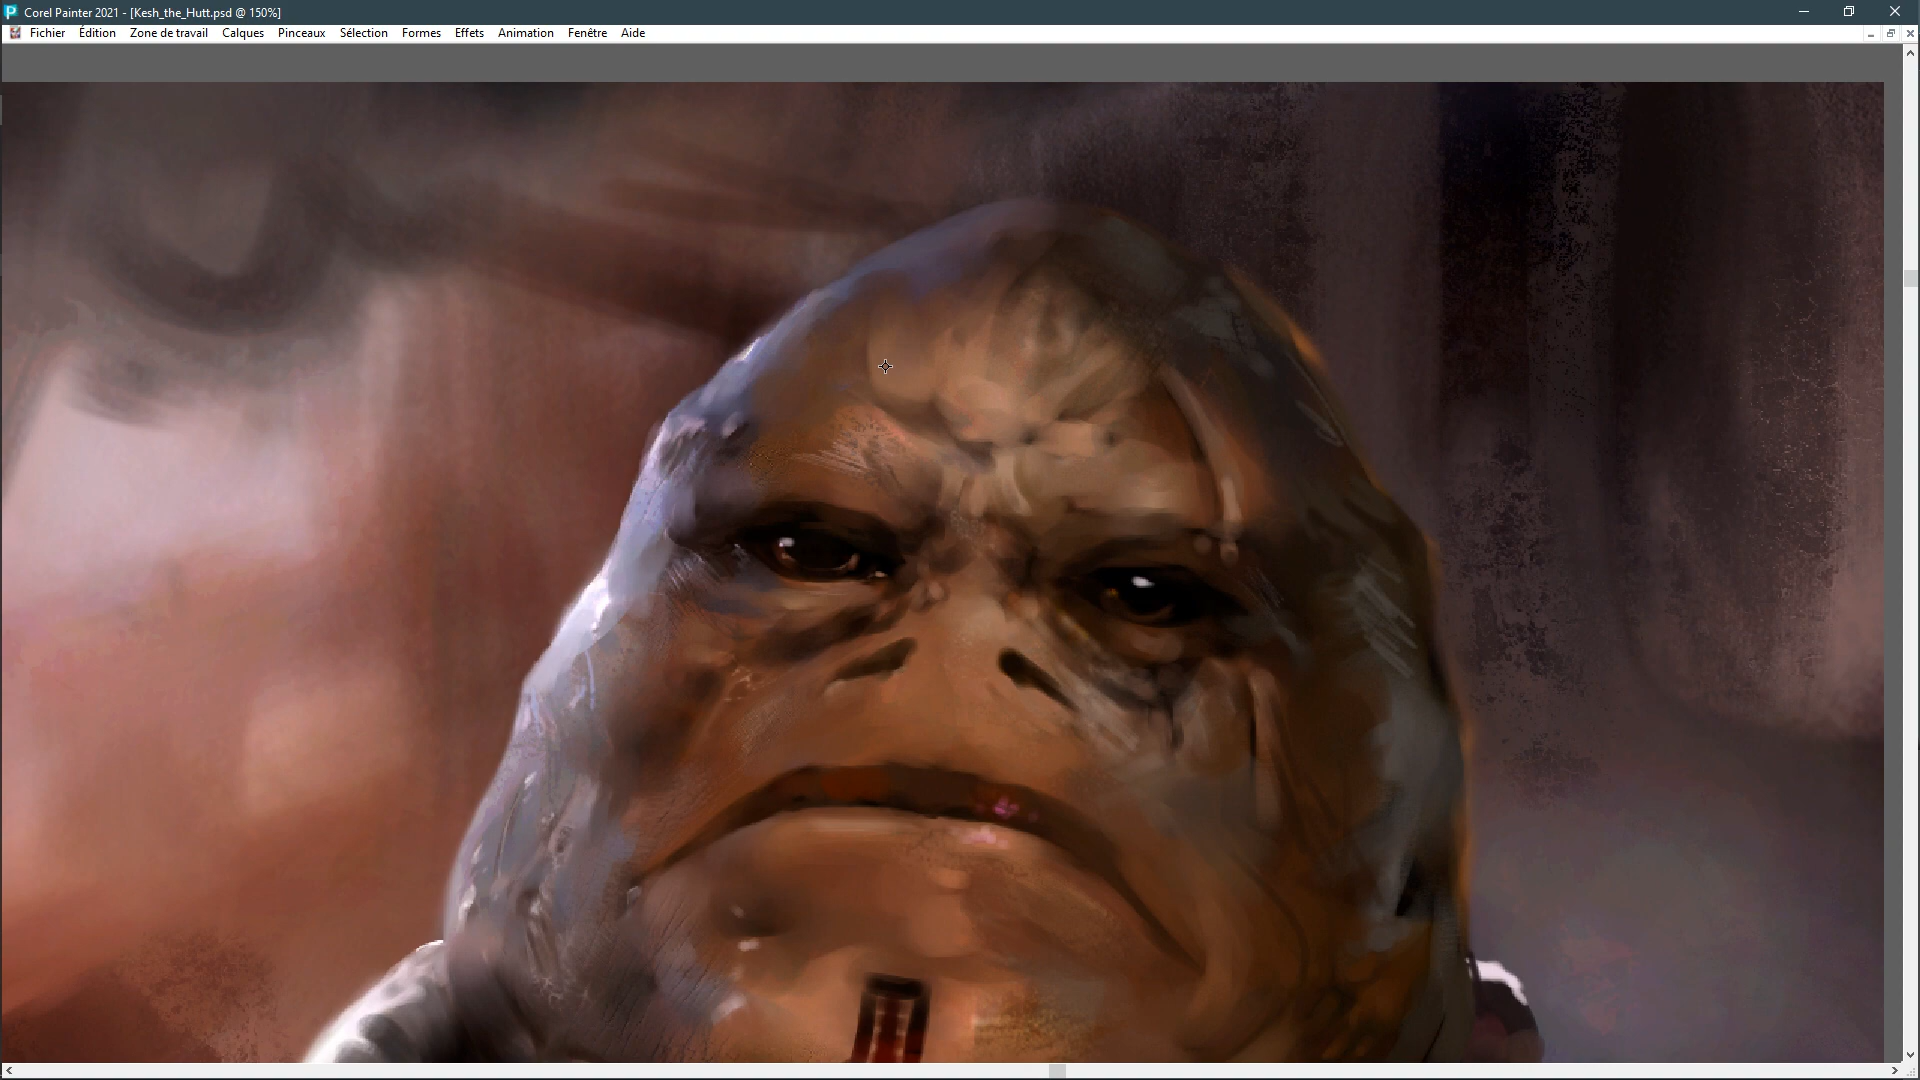 Corel Painter 2021 - [Kesh_the_Hutt.psd @ 150%]
Fichier Édition Zone de travail Calques Pinceaux Sélection Formes Effets Animation Fenêtre Aide